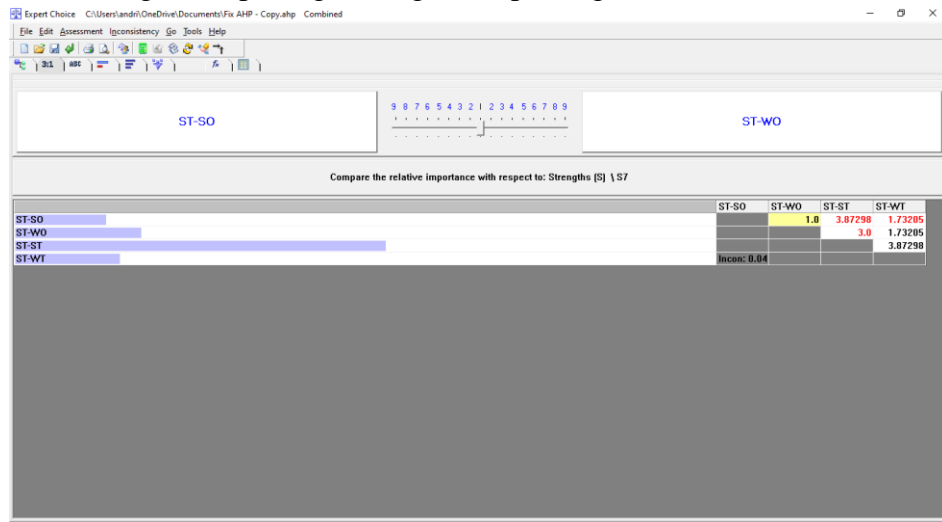 Expert Choice C:\Users\andri\OneDrive\Documents\Fix AHP - Copy.ahp Combined
File Edit Assessment Inconsistency Go Tools Help
3:1 ABC
9 8 7 6 5 4 3 2 1 2 3 4 5 6 7 8 9
ST-SO ST-WO
Compare the relative importance with respect to: Strengths (S) \ S7
ST-SO ST-WO ST-ST ST-WT
ST-SO 1.0 3.87298 1.73205
ST-WO 3.0 1.73205
ST-ST 3.87298
ST-WT Incon: 0.04